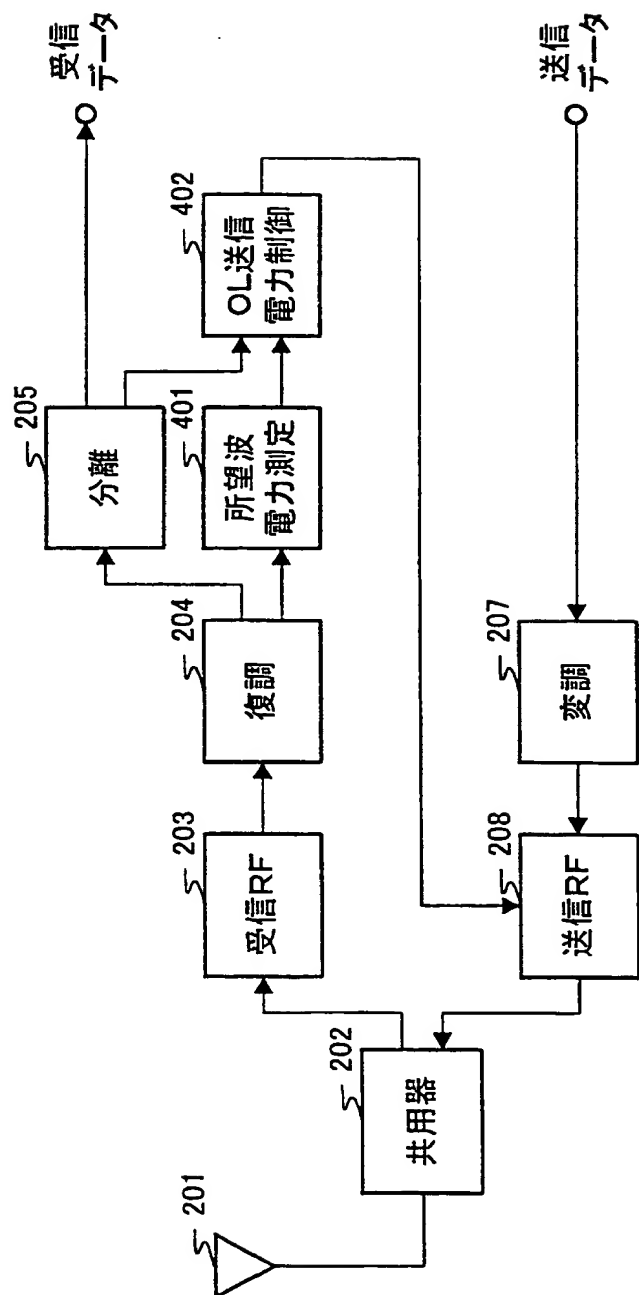 201
202
共用器
203
受信RF
204
復調
205
分離
受信
データ
401
所望波
電力測定
402
OL送信
電力制御
208
送信RF
207
変調
送信
データ